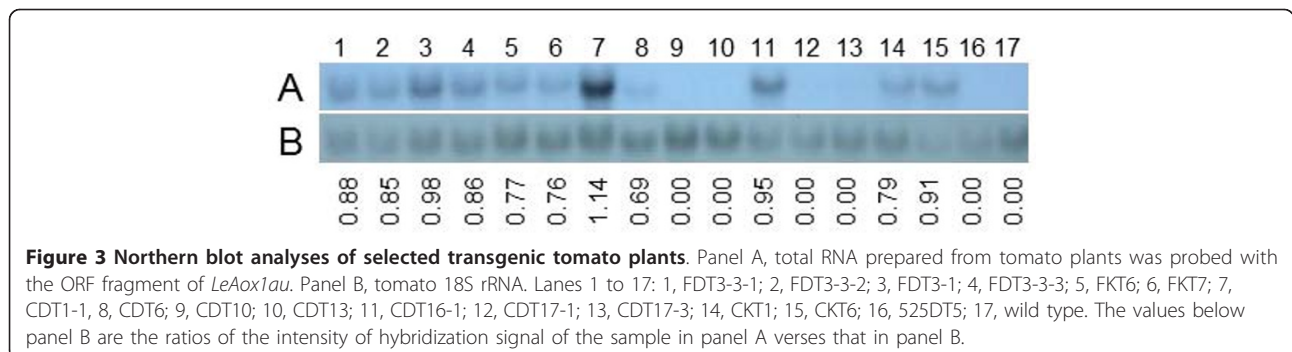 1 2 3 4 5 6 7 8 9 10 11 12 13 14 15 16 17
A
B
0.88 0.85 0.98 0.86 0.77 0.76 1.14 0.69 0.00 0.00 0.95 0.00 0.00 0.79 0.91 0.00 0.00
Figure 3 Northern blot analyses of selected transgenic tomato plants. Panel A, total RNA prepared from tomato plants was probed with
the ORF fragment of LeAox1au. Panel B, tomato 18S rRNA. Lanes 1 to 17: 1, FDT3-3-1; 2, FDT3-3-2; 3, FDT3-1; 4, FDT3-3-3; 5, FKT6; 6, FKT7; 7,
CDT1-1, 8, CDT6; 9, CDT10; 10, CDT13; 11, CDT16-1; 12, CDT17-1; 13, CDT17-3; 14, CKT1; 15, CKT6; 16, 525DT5; 17, wild type. The values below
panel B are the ratios of the intensity of hybridization signal of the sample in panel A verses that in panel B.